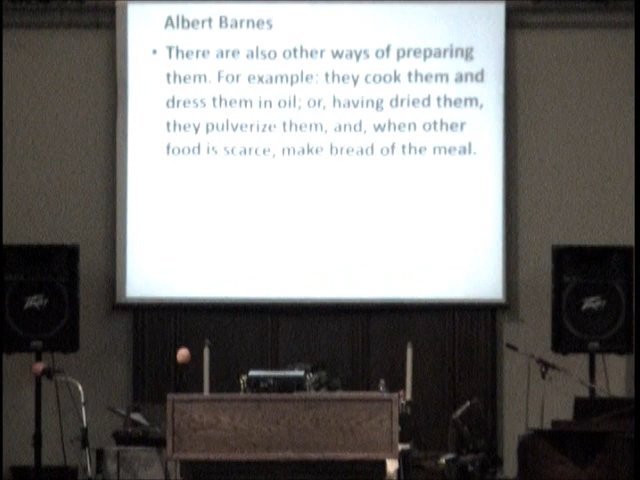 Albert Barnes
• There are also other ways of preparing
them. For example: they cook them and
dress them in oil; or, having dried them,
they pulverize them, and, when other
food is scarce, make bread of the meal.